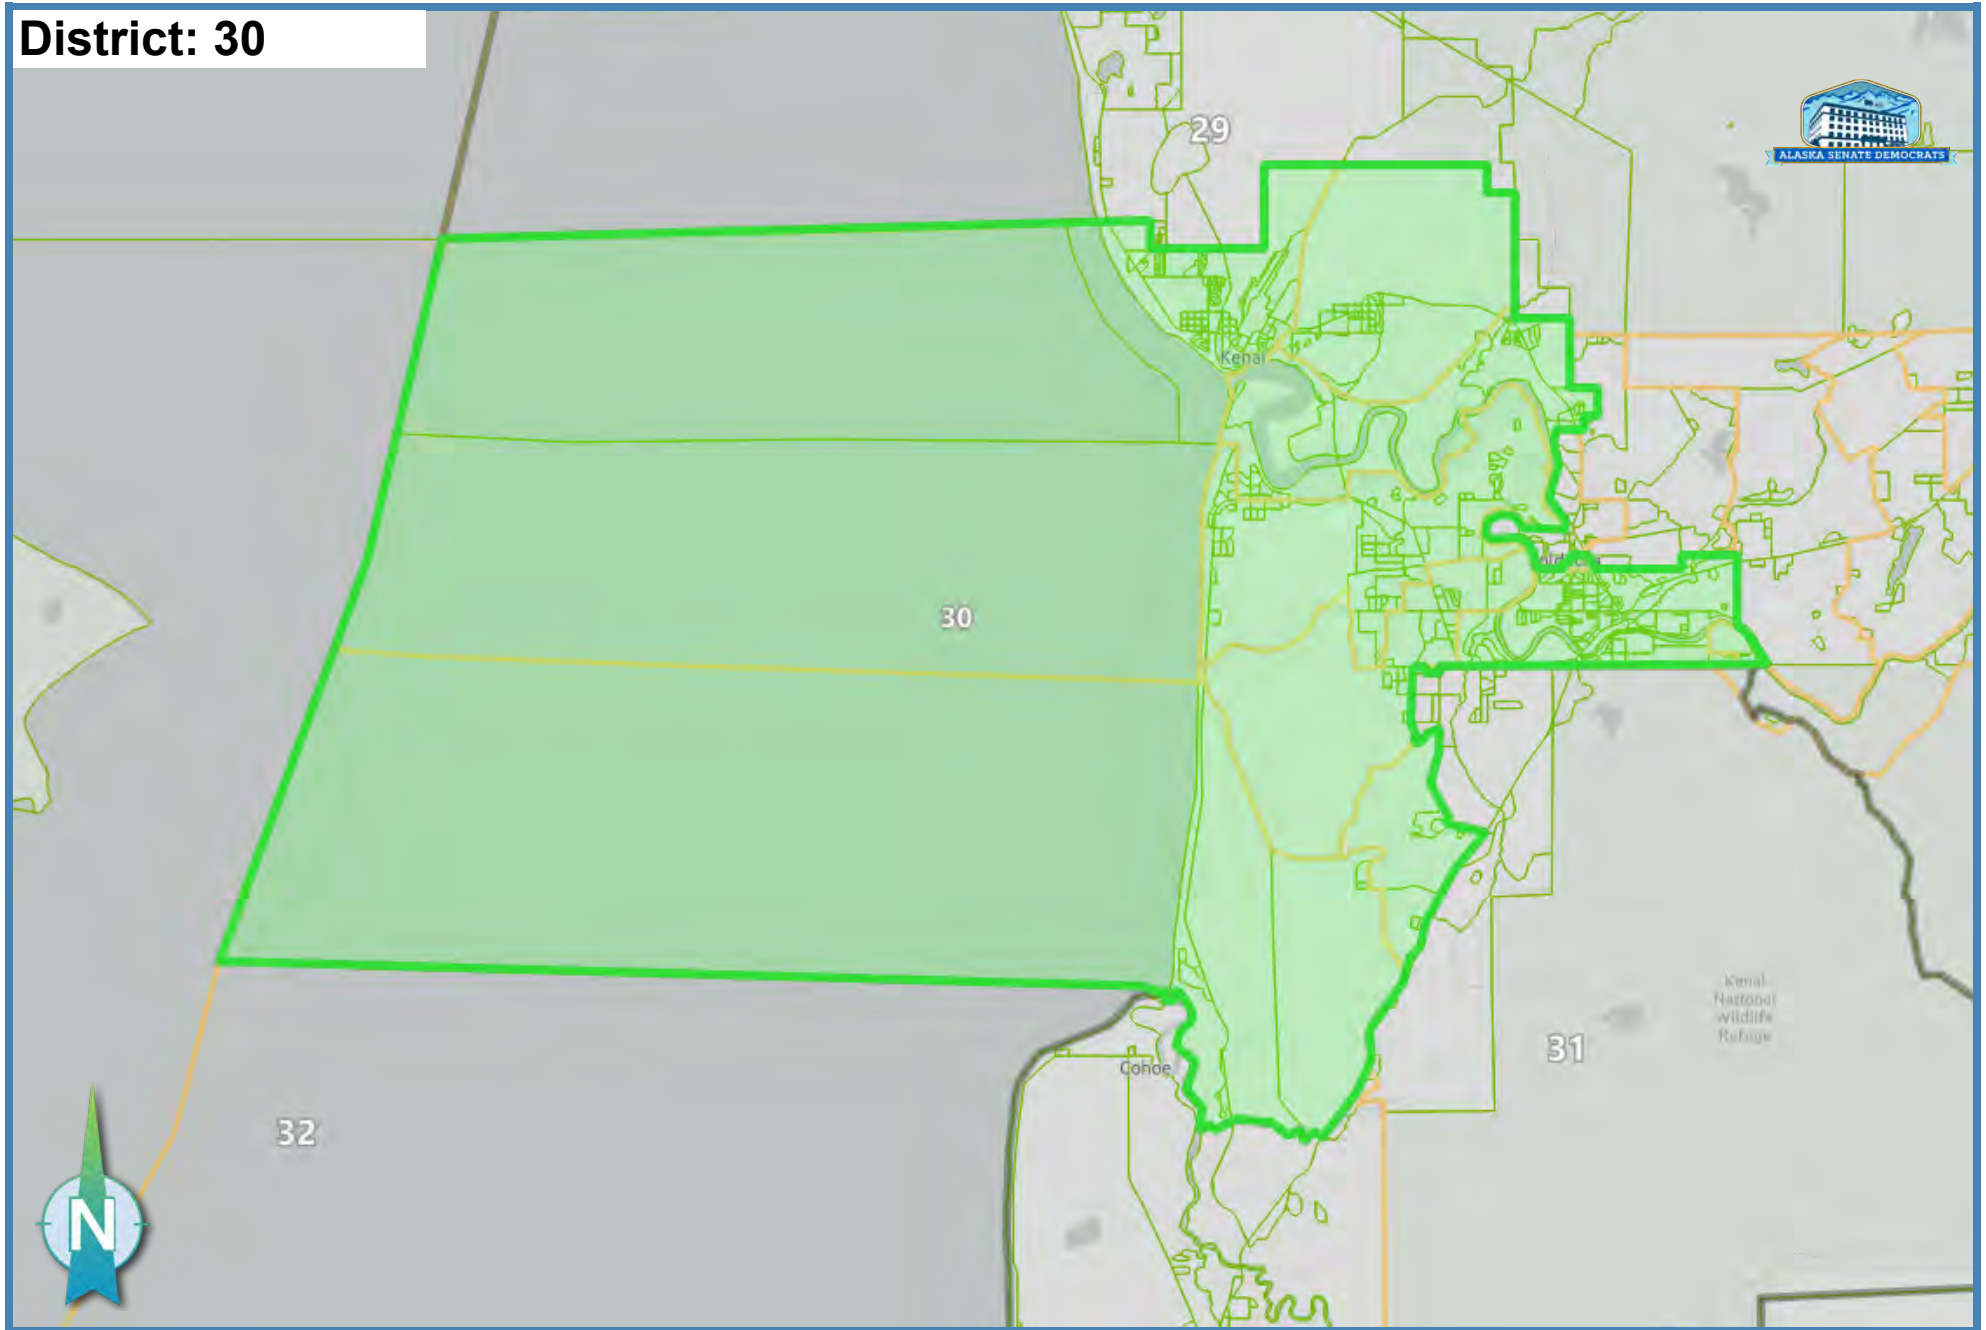 District: 30
29
ALASKA SENATE DEMOCRATS
Kenai
30
Kenai
National
Wildlife
Refuge
31
Cohoe
32
N